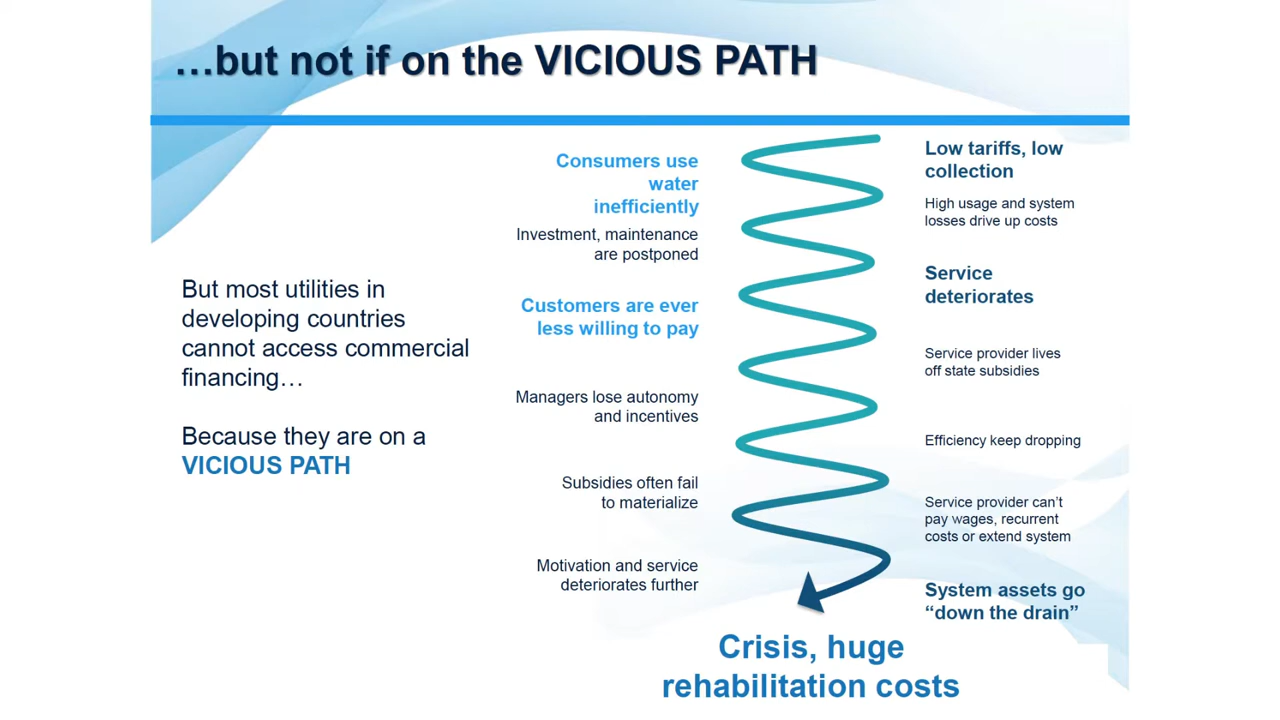 …but not if on the VICIOUS PATH
But most utilities in
developing countries
cannot access commercial
financing…
Because they are on a
VICIOUS PATH
Low tariffs, low
collection
Consumers use
water
inefficiently
High usage and system
losses drive up costs
Investment, maintenance
are postponed
Service
deteriorates
Customers are ever
less willing to pay
Service provider lives
off state subsidies
Managers lose autonomy
and incentives
Efficiency keep dropping
Subsidies often fail
to materialize
Service provider can’t
pay wages, recurrent
costs or extend system
Motivation and service
deteriorates further
System assets go
“down the drain”
Crisis, huge
rehabilitation costs